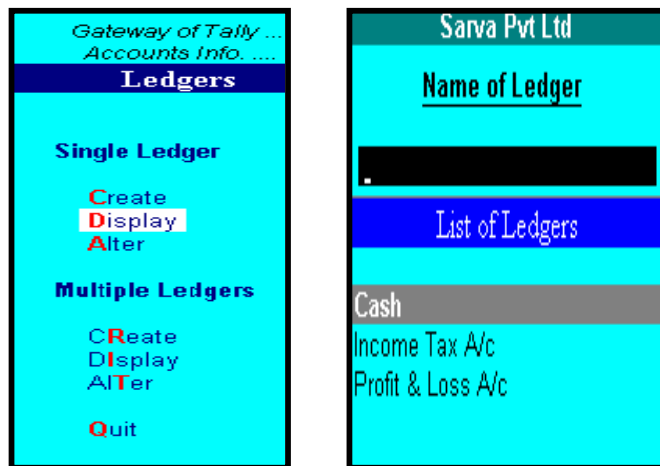 Gateway of Tally ...
Accounts Info. ....
Ledgers
Single Ledger
Create
Display
Alter
Multiple Ledgers
CReate
DIsplay
AlTer
Quit
Sarva Pvt Ltd
Name of Ledger
List of Ledgers
Cash
Income Tax A/c
Profit & Loss A/c